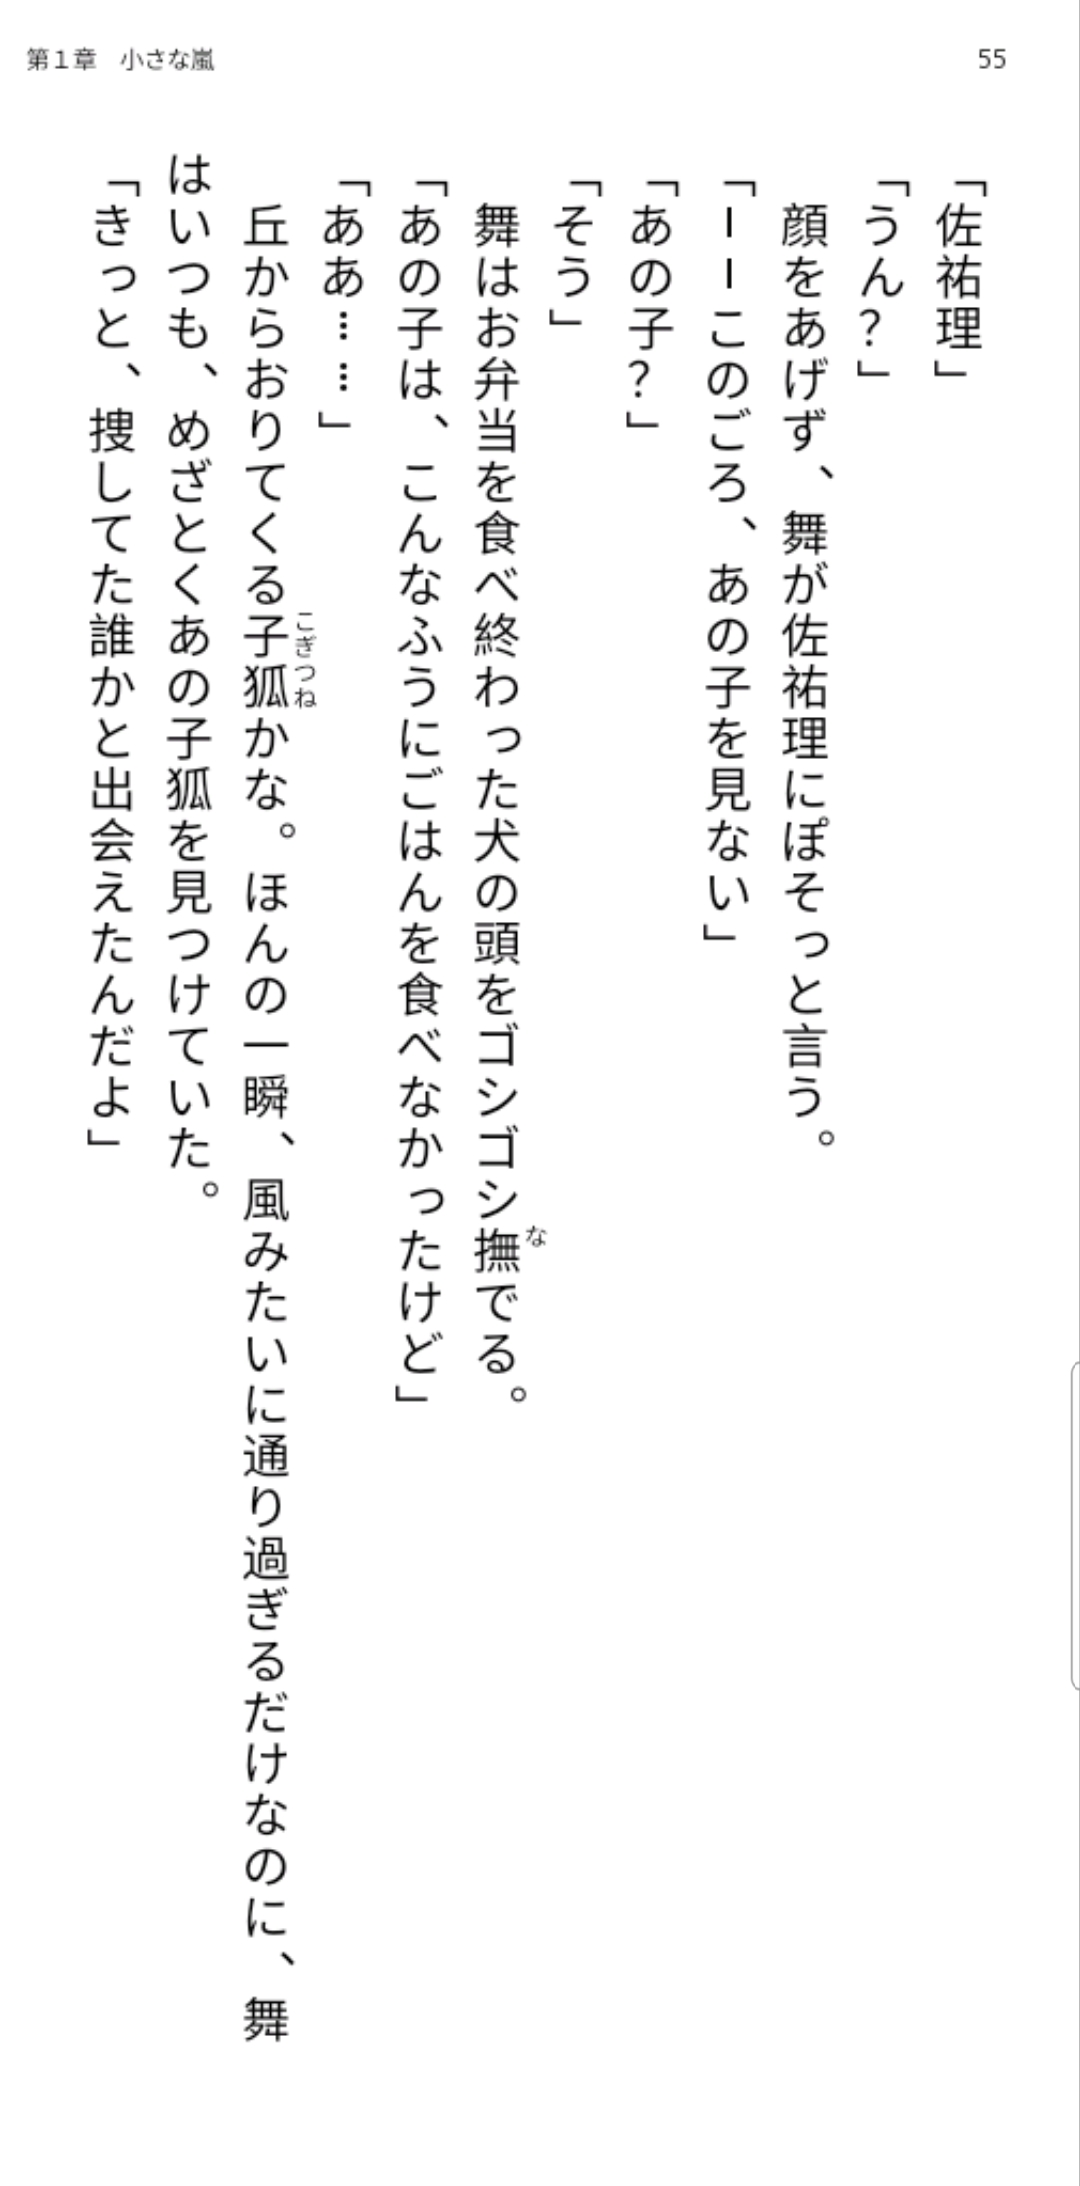 第1章　小さな嵐
55
「佐祐理」
「うん？」
　顔をあげず、舞が佐祐理にぽそっと言う。
「――このごろ、あの子を見ない」
「あの子？」
「そう」
　舞はお弁当を食べ終わった犬の頭をゴシゴシ撫でる。
な
「あの子は、こんなふうにごはんを食べなかったけど」
「ああ……」
　丘からおりてくる子狐かな。ほんの一瞬、風みたいに通り過ぎるだけなのに、舞
こぎつね
はいつも、めざとくあの子狐を見つけていた。
「きっと、捜してた誰かと出会えたんだよ」